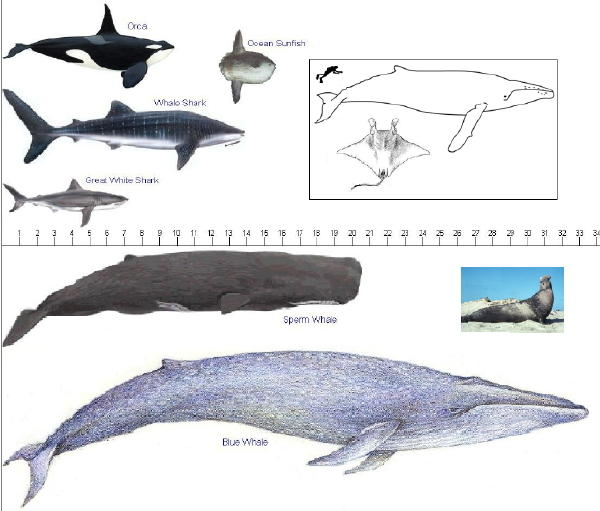 Orca
Ocean Sunfish
Whale Shark
Great White Shark
1 2 3 4 5 6 7 8 9 10 11 12 13 14 15 16 17 18 19 20 21 22 23 24 25 26 27 28 29 30 31 32 33 34
Sperm Whale
Blue Whale